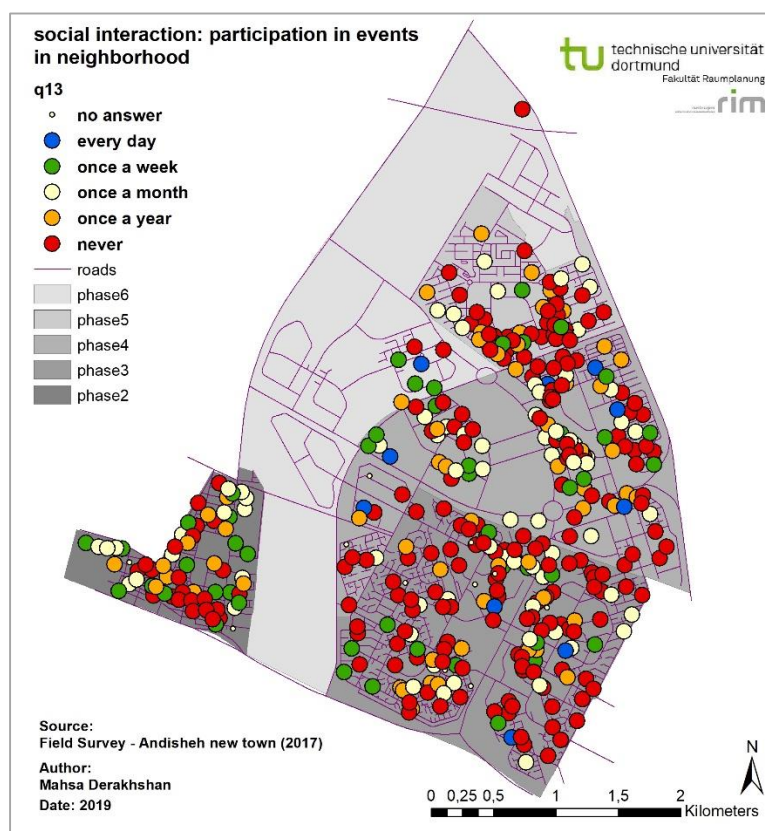 social interaction: participation in events
in neighborhood
q13
no answer
every day
once a week
once a month
once a year
never
roads
phase6
phase5
phase4
phase3
phase2
tu technische universität
dortmund
Fakultät Raumplanung
rim
Source:
Field Survey - Andisheh new town (2017)
Author:
Mahsa Derakhshan
Date: 2019
N
0 0,25 0,5 1 1,5 2
Kilometers